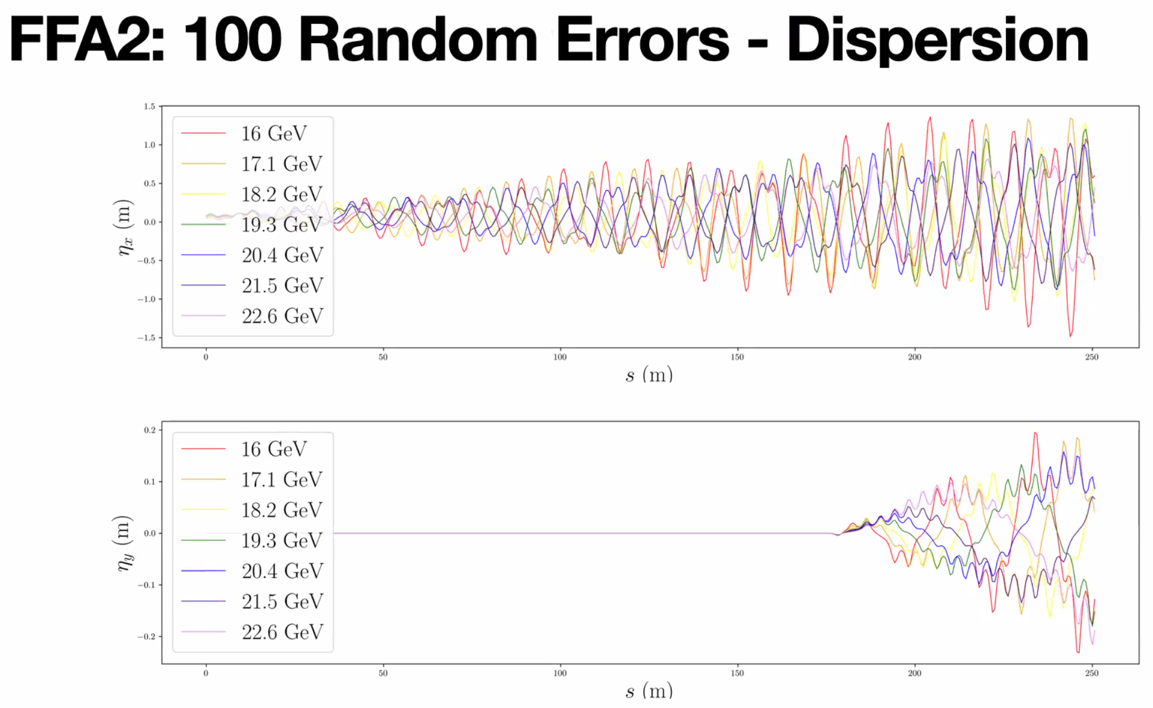 FFA2: 100 Random Errors - Dispersion
1.5
1.0
0.5
0.0
−0.5
−1.0
−1.5
η_x (m)
16 GeV
17.1 GeV
18.2 GeV
19.3 GeV
20.4 GeV
21.5 GeV
22.6 GeV
0 50 100 150 200 250
s (m)
0.2
0.1
0.0
−0.1
−0.2
η_y (m)
16 GeV
17.1 GeV
18.2 GeV
19.3 GeV
20.4 GeV
21.5 GeV
22.6 GeV
0 50 100 150 200 250
s (m)